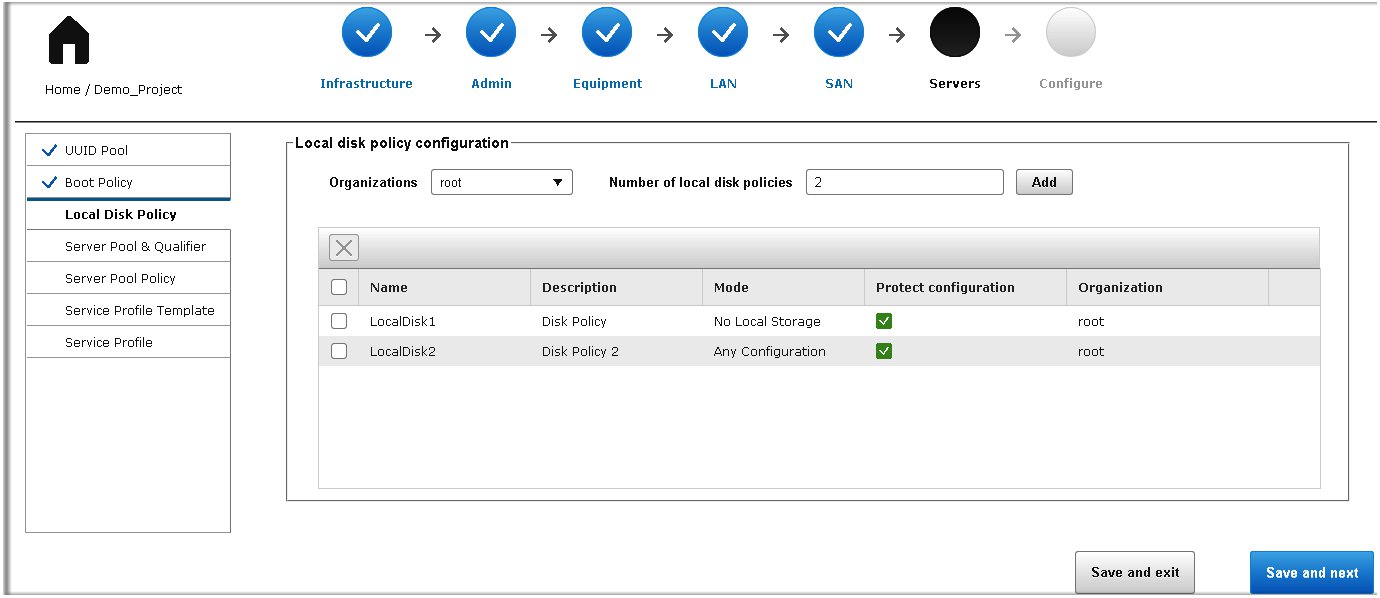 Infrastructure Admin Equipment LAN SAN Servers Configure
Home / Demo_Project
UUID Pool
Boot Policy
Local Disk Policy
Server Pool & Qualifier
Server Pool Policy
Service Profile Template
Service Profile
Local disk policy configuration
Organizations root Number of local disk policies 2 Add
Name Description Mode Protect configuration Organization
LocalDisk1 Disk Policy No Local Storage root
LocalDisk2 Disk Policy 2 Any Configuration root
Save and exit Save and next